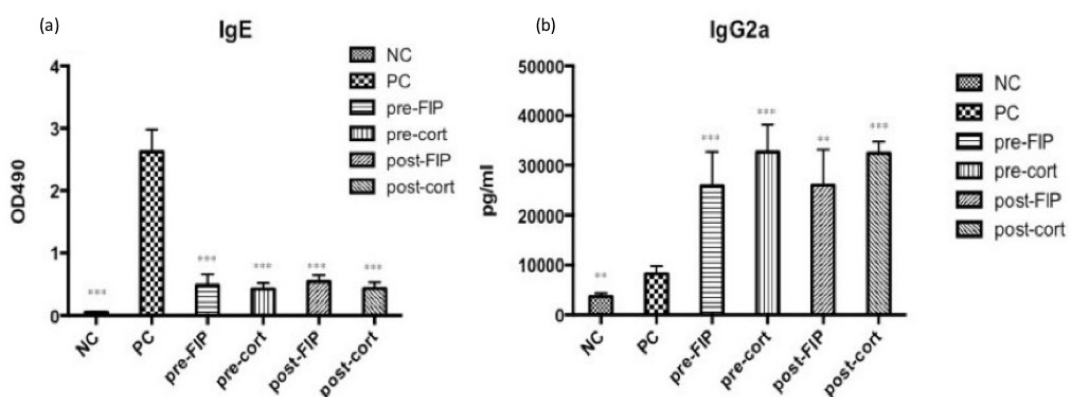 (a)
IgE
OD490
4
3
2
1
0
***
***
***
***
***
NC
PC
pre-FIP
pre-cort
post-FIP
post-cort
NC
PC
pre-FIP
pre-cort
post-FIP
post-cort
(b)
IgG2a
pg/ml
50000
40000
30000
20000
10000
0
**
***
***
**
***
NC
PC
pre-FIP
pre-cort
post-FIP
post-cort
NC
PC
pre-FIP
pre-cort
post-FIP
post-cort